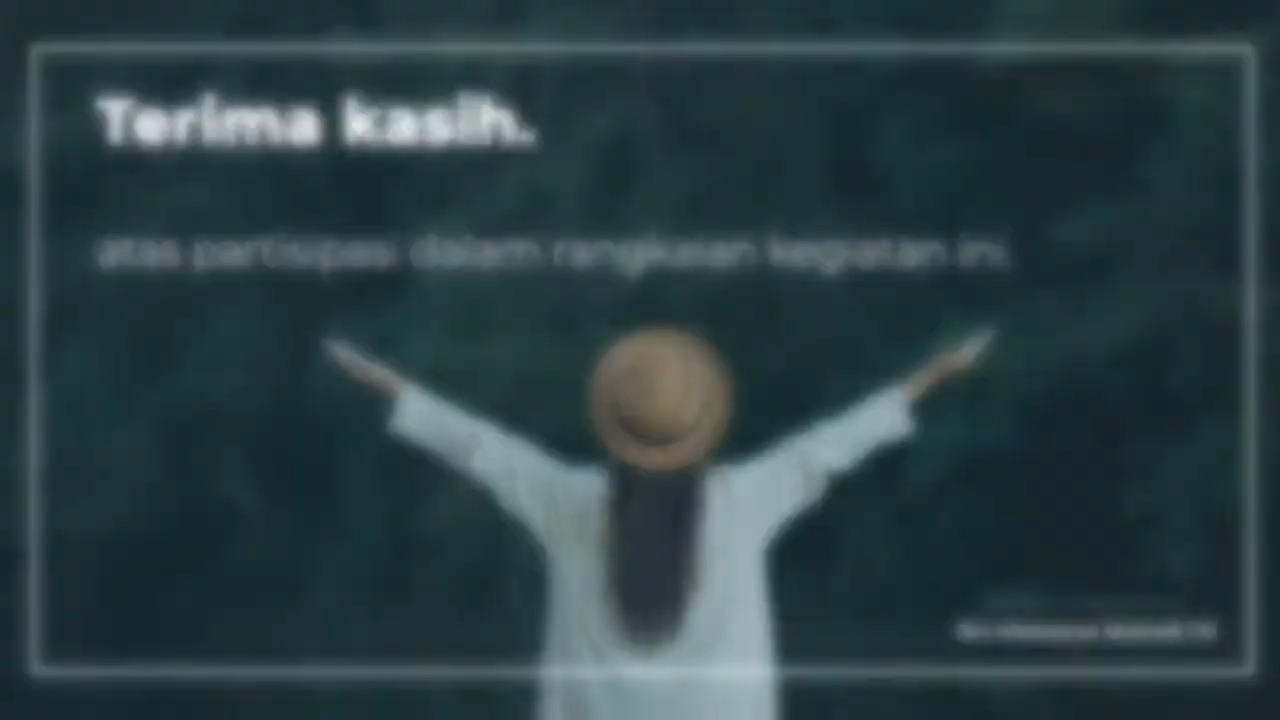 Terima kasih.
atas partisipasi dalam rangkaian kegiatan ini.